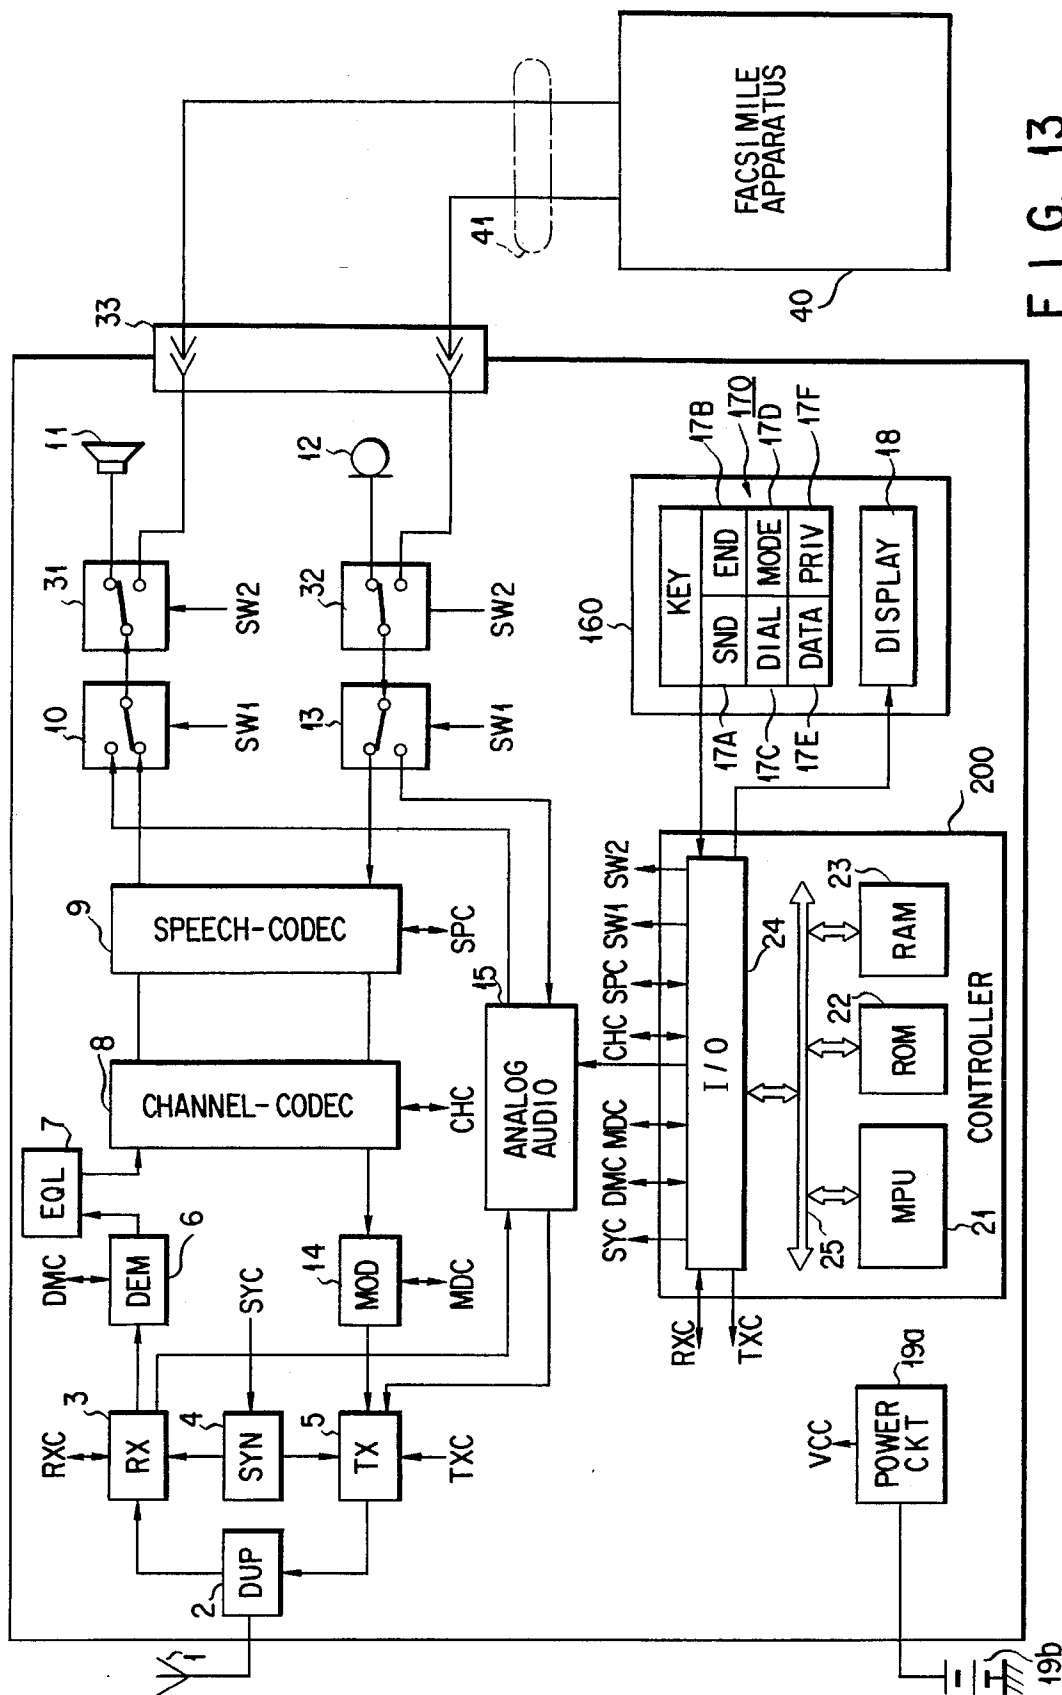 33
11
12
31
32
SW2
SW2
10
13
SW1
SW1
9
SPEECH-CODEC
SPC
8
CHANNEL-CODEC
CHC
7
EQL
DMC
DEM
6
SYC
14
MOD
MDC
15
ANALOG
AUDIO
RXC
3
RX
4
SYN
5
TX
TXC
2
DUP
1
41
FACSIMILE
APPARATUS
40
160
KEY
SND
END
DIAL
MODE
DATA
PRIV
17A
17B
170
17C
17D
17E
17F
DISPLAY
18
SYC
DMC
MDC
CHC
SPC
SW1
SW2
RXC
TXC
I/O
24
25
MPU
21
ROM
22
RAM
23
CONTROLLER
200
VCC
POWER
CKT
19a
19b
FIG. 13